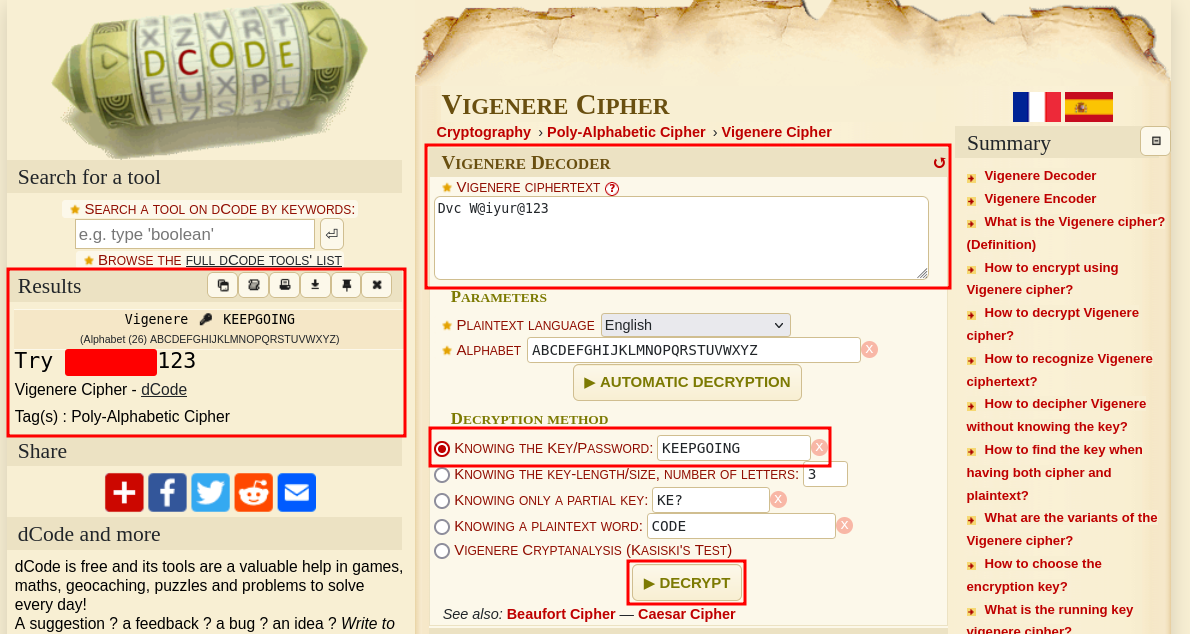 DCODE
Search for a tool
Search a tool on dCode by keywords:
e.g. type 'boolean'
Browse the full dCode tools' list
Results
Vigenere KEEPGOING
(Alphabet (26) ABCDEFGHIJKLMNOPQRSTUVWXYZ)
Try 123
Vigenere Cipher - dCode
Tag(s) : Poly-Alphabetic Cipher
Share
dCode and more
dCode is free and its tools are a valuable help in games,
maths, geocaching, puzzles and problems to solve
every day!
A suggestion ? a feedback ? a bug ? an idea ? Write to
Vigenere Cipher
Cryptography › Poly-Alphabetic Cipher › Vigenere Cipher
Vigenere Decoder
Vigenere ciphertext ?
Dvc W@iyur@123
Parameters
Plaintext language English
Alphabet ABCDEFGHIJKLMNOPQRSTUVWXYZ X
▶ AUTOMATIC DECRYPTION
Decryption method
Knowing the Key/Password: KEEPGOING X
Knowing the key-length/size, number of letters: 3
Knowing only a partial key: KE? X
Knowing a plaintext word: CODE X
Vigenere Cryptanalysis (Kasiski's Test)
▶ DECRYPT
See also: Beaufort Cipher — Caesar Cipher
Summary
Vigenere Decoder
Vigenere Encoder
What is the Vigenere cipher?
(Definition)
How to encrypt using
Vigenere cipher?
How to decrypt Vigenere
cipher?
How to recognize Vigenere
ciphertext?
How to decipher Vigenere
without knowing the key?
How to find the key when
having both cipher and
plaintext?
What are the variants of the
Vigenere cipher?
How to choose the
encryption key?
What is the running key
vigenere cipher?